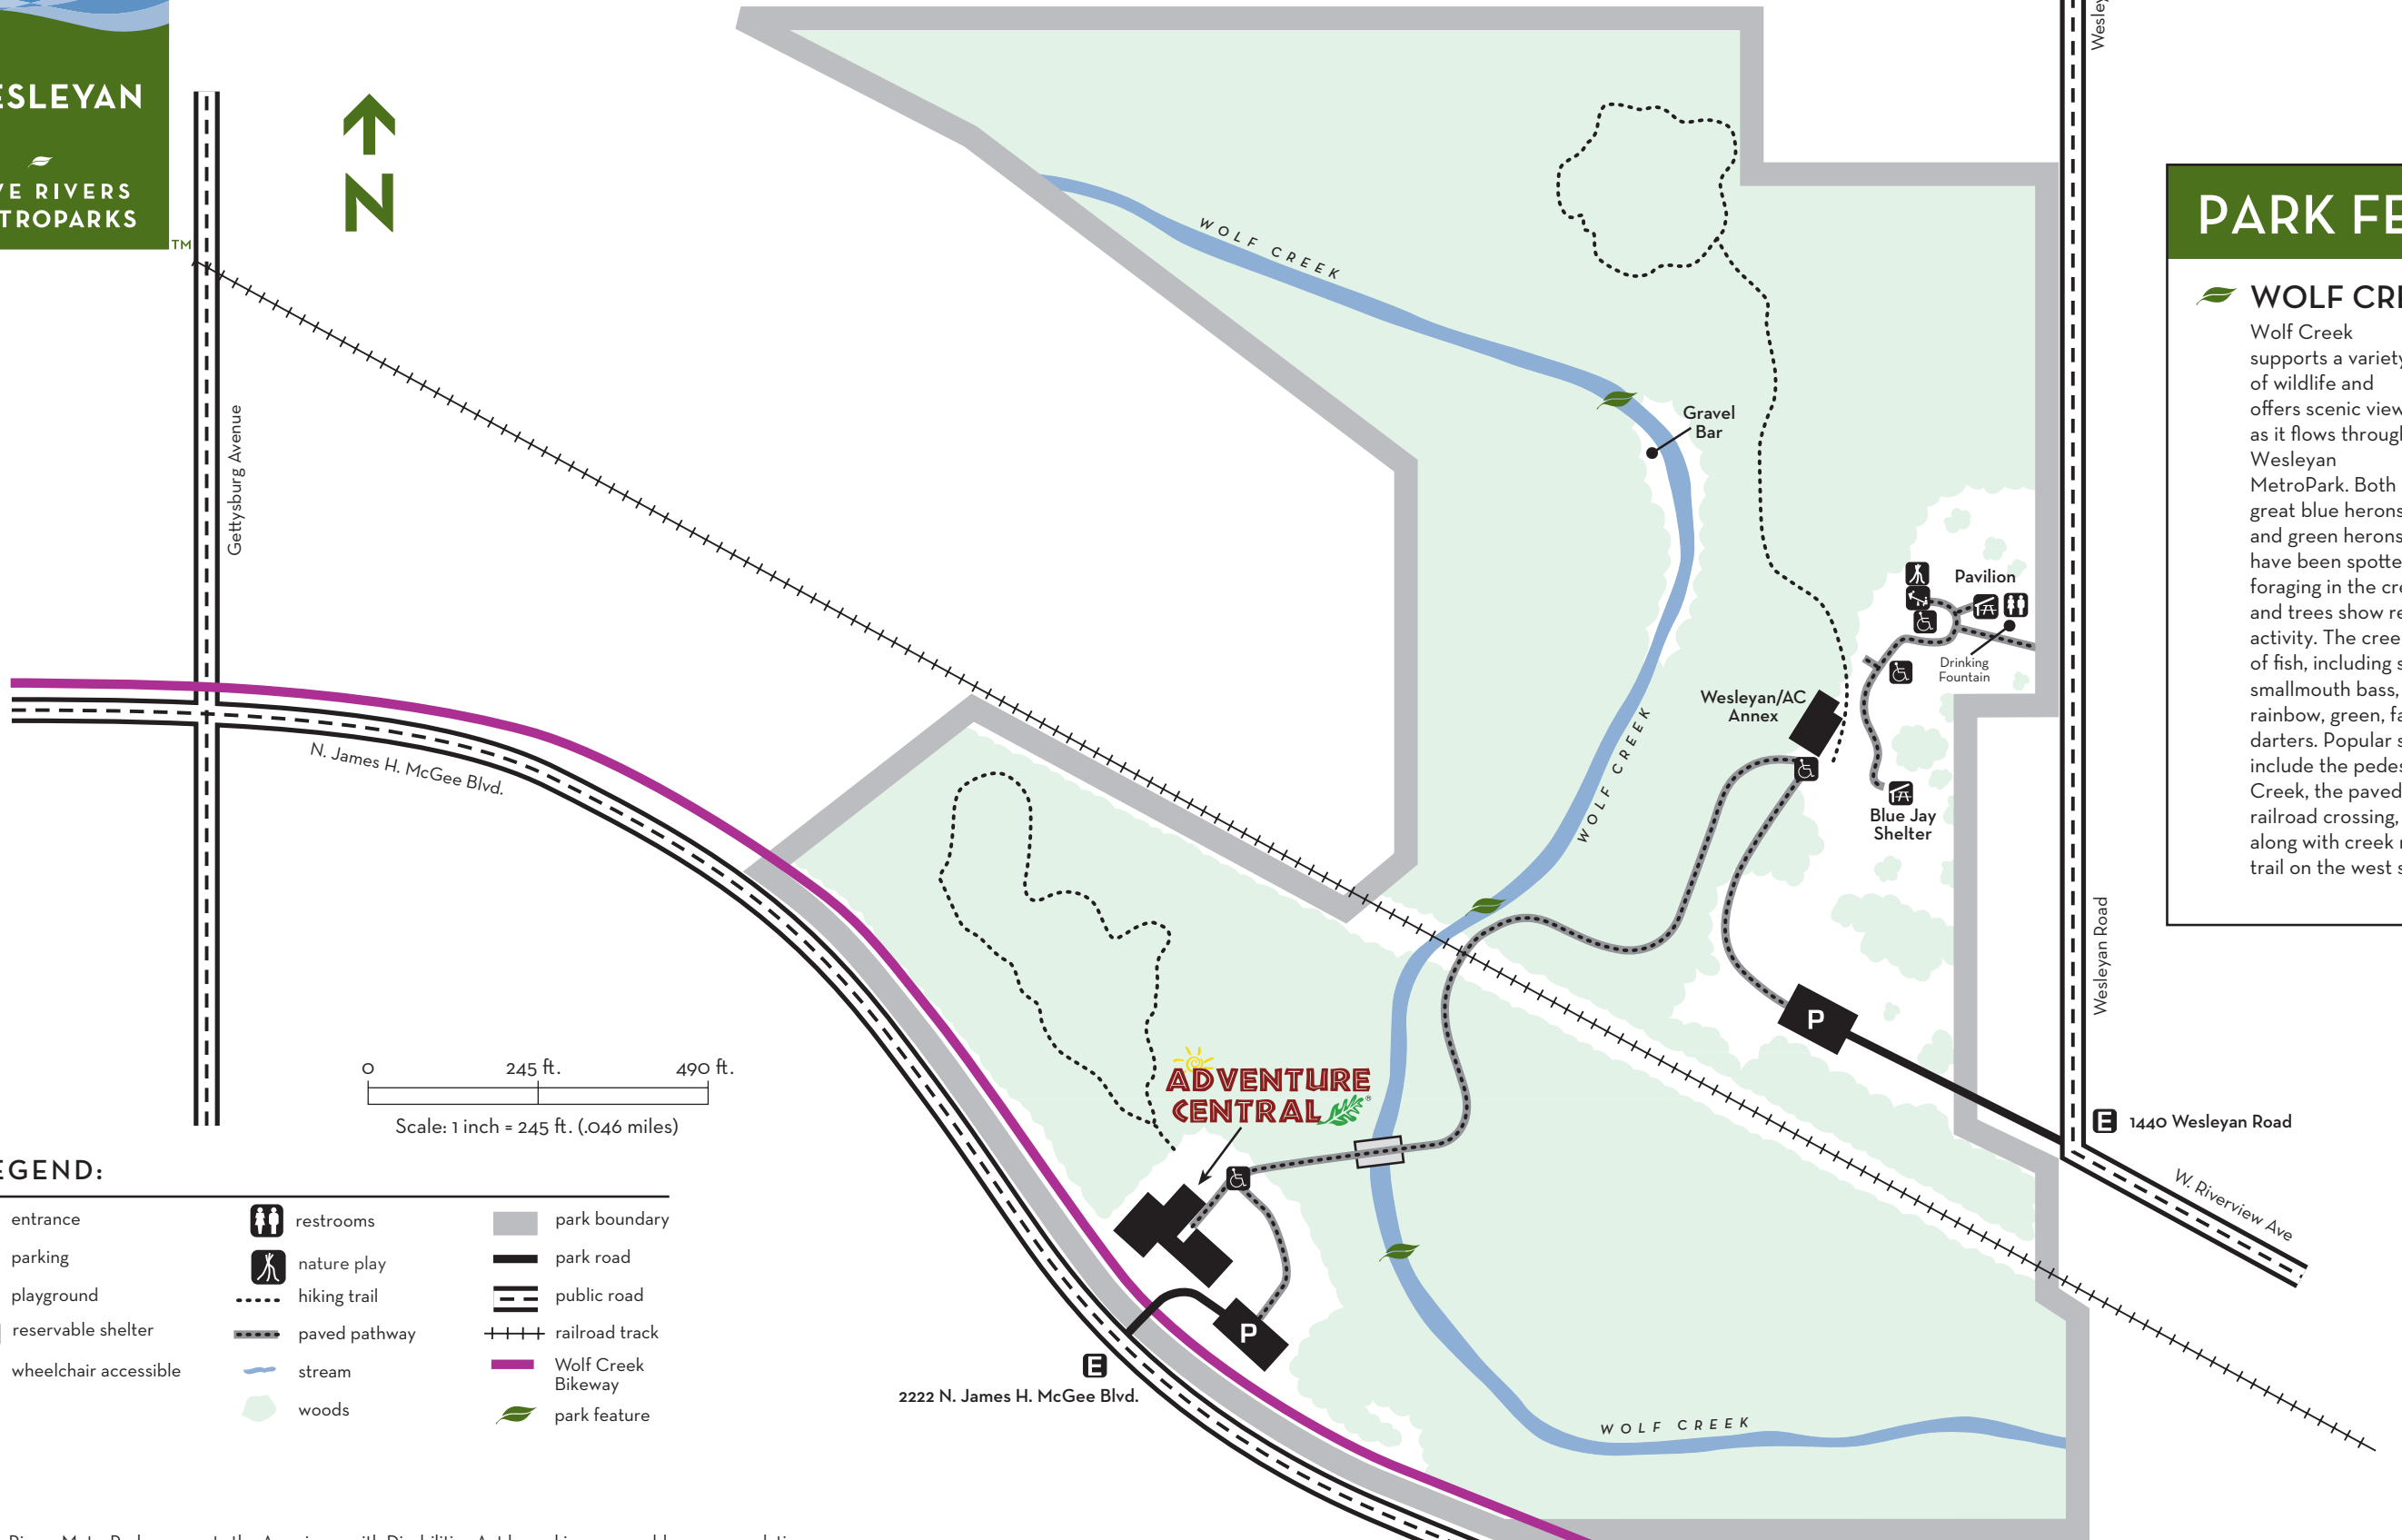 ESLEYAN
VE RIVERS
TROPARKS
TM
N
Gettysburg Avenue
N. James H. McGee Blvd.
0 245 ft. 490 ft.
Scale: 1 inch = 245 ft. (.046 miles)
EGEND:
entrance
parking
playground
reservable shelter
wheelchair accessible
restrooms
nature play
hiking trail
paved pathway
stream
woods
park boundary
park road
public road
railroad track
Wolf Creek
Bikeway
park feature
WOLF CREEK
Gravel
Bar
Pavilion
Drinking
Fountain
Wesleyan/AC
Annex
WOLF CREEK
Blue Jay
Shelter
P
ADVENTURE
CENTRAL®
P
E
2222 N. James H. McGee Blvd.
WOLF CREEK
Wesley
Wesleyan Road
E 1440 Wesleyan Road
W. Riverview Ave
PARK FE
WOLF CRE
Wolf Creek
supports a variety
of wildlife and
offers scenic view
as it flows through
Wesleyan
MetroPark. Both
great blue herons
and green herons
have been spotte
foraging in the cre
and trees show re
activity. The cree
of fish, including s
smallmouth bass,
rainbow, green, fa
darters. Popular s
include the pedes
Creek, the paved
railroad crossing,
along with creek
trail on the west s